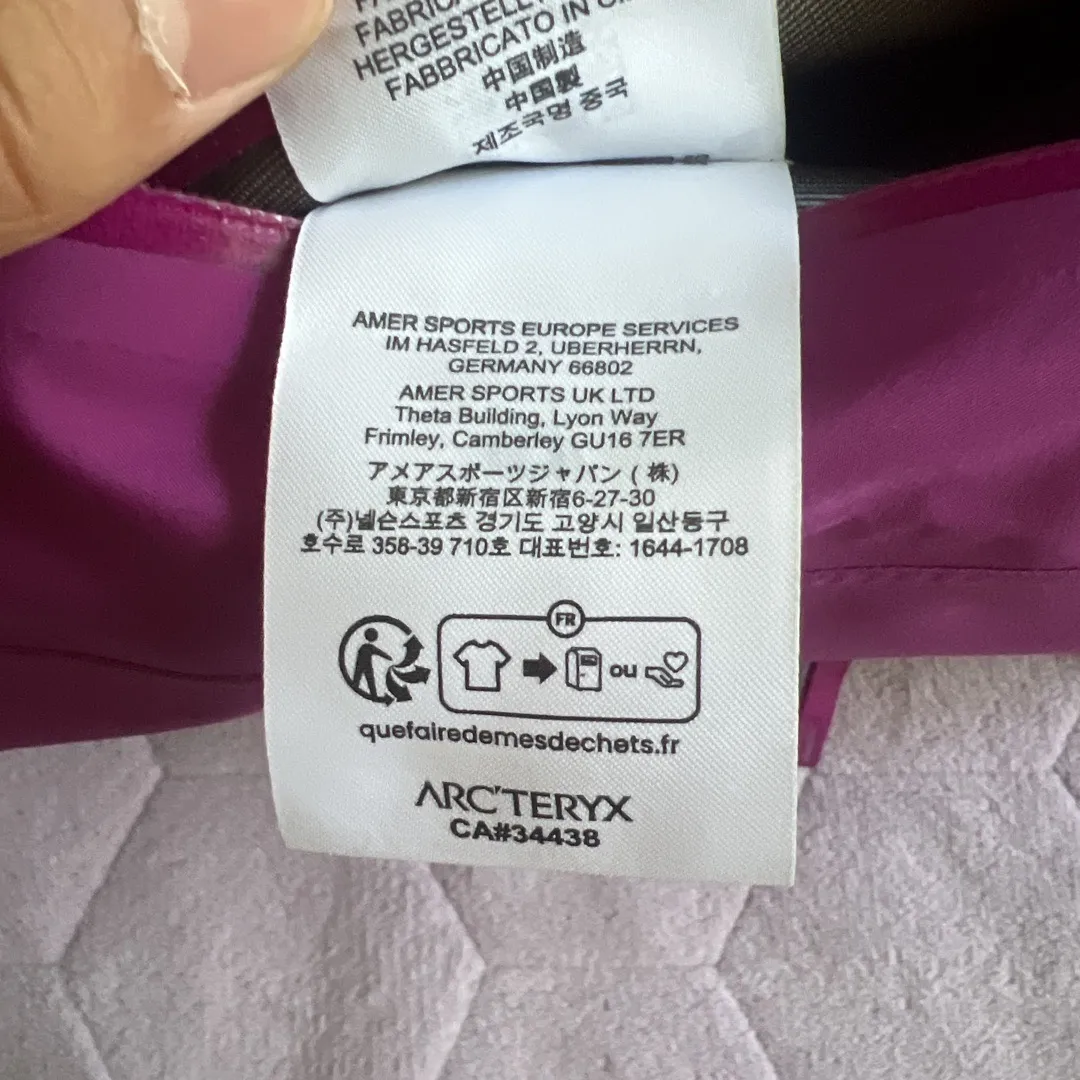 FABRICA
HERGESTELLT
FABBRICATO IN
中国制造
中国製
제조국명 중국
AMER SPORTS EUROPE SERVICES
IM HASFELD 2, UBERHERRN,
GERMANY 66802
AMER SPORTS UK LTD
Theta Building, Lyon Way
Frimley, Camberley GU16 7ER
アメアスポーツジャパン ( 株)
東京都新宿区新宿6-27-30
(주)넬슨스포츠 경기도 고양시 일산동구
호수로 358-39 710호 대표번호: 1644-1708
FR
ou
quefairedemesdechets.fr
ARC'TERYX
CA#34438